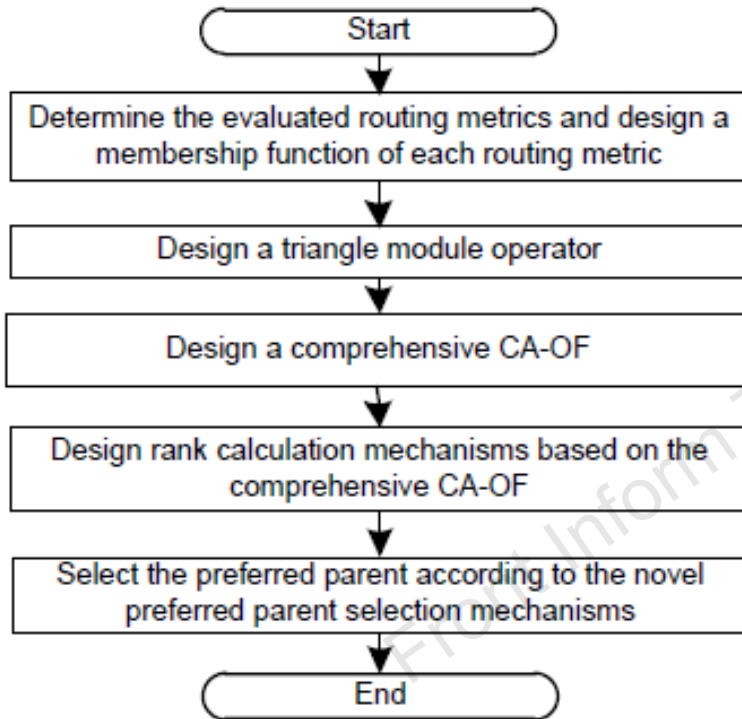 Start
Determine the evaluated routing metrics and design a
membership function of each routing metric
Design a triangle module operator
Design a comprehensive CA-OF
Design rank calculation mechanisms based on the
comprehensive CA-OF
Select the preferred parent according to the novel
preferred parent selection mechanisms
End
Front Inform T